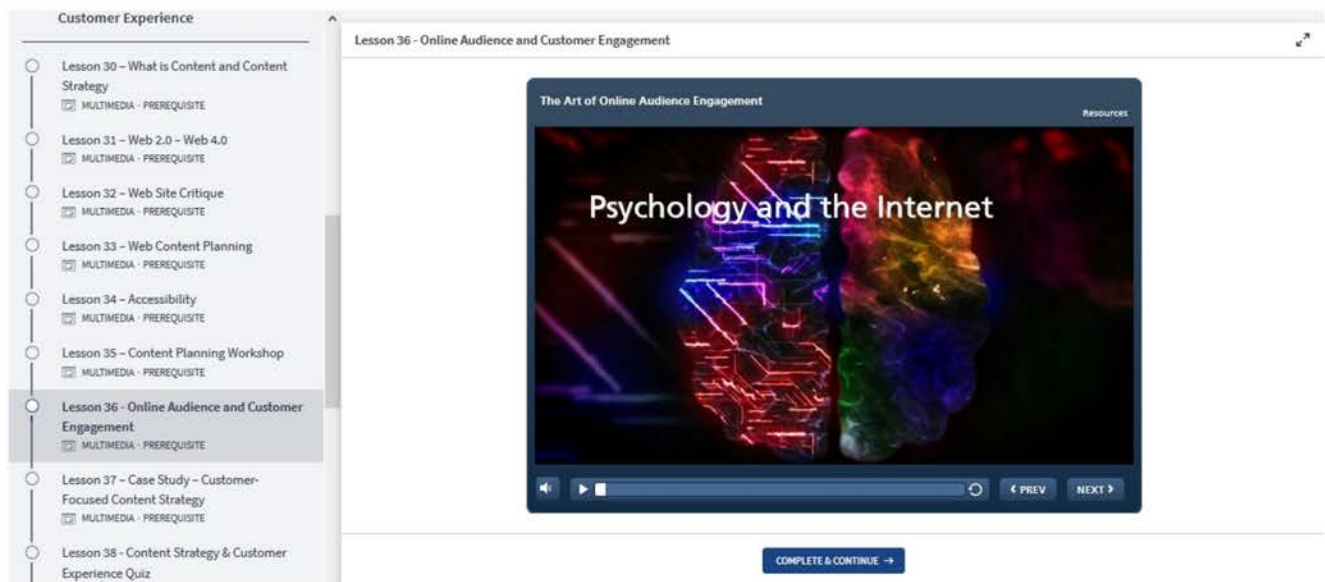 Customer Experience
Lesson 30 – What is Content and Content
Strategy
MULTIMEDIA · PREREQUISITE
Lesson 31 – Web 2.0 – Web 4.0
MULTIMEDIA · PREREQUISITE
Lesson 32 – Web Site Critique
MULTIMEDIA · PREREQUISITE
Lesson 33 – Web Content Planning
MULTIMEDIA · PREREQUISITE
Lesson 34 – Accessibility
MULTIMEDIA · PREREQUISITE
Lesson 35 – Content Planning Workshop
MULTIMEDIA · PREREQUISITE
Lesson 36 - Online Audience and Customer
Engagement
MULTIMEDIA · PREREQUISITE
Lesson 37 – Case Study – Customer-
Focused Content Strategy
MULTIMEDIA · PREREQUISITE
Lesson 38 - Content Strategy & Customer
Experience Quiz
Lesson 36 - Online Audience and Customer Engagement
The Art of Online Audience Engagement
Resources
Psychology and the Internet
PREV
NEXT
COMPLETE & CONTINUE →